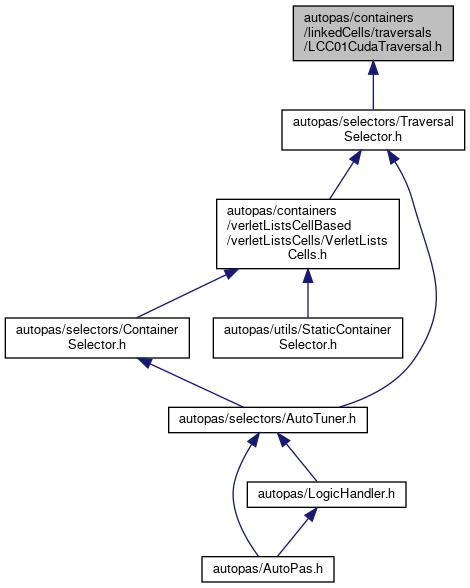 autopas/containers
/linkedCells/traversals
/LCC01CudaTraversal.h
autopas/selectors/Traversal
Selector.h
autopas/containers
/verletListsCellBased
/verletListsCells/VerletLists
Cells.h
autopas/selectors/Container
Selector.h
autopas/utils/StaticContainer
Selector.h
autopas/selectors/AutoTuner.h
autopas/LogicHandler.h
autopas/AutoPas.h